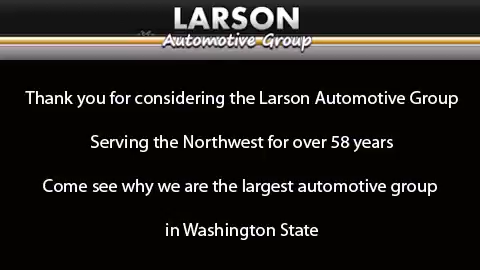 LARSON
Automotive Group
Thank you for considering the Larson Automotive Group
Serving the Northwest for over 58 years
Come see why we are the largest automotive group
in Washington State